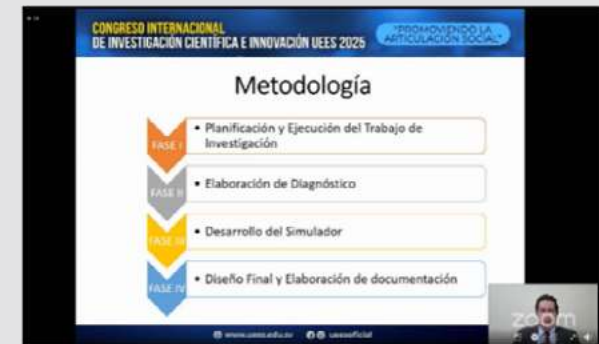 CONGRESO INTERNACIONAL
DE INVESTIGACIÓN CIENTÍFICA E INNOVACIÓN UEES 2025
"PROMOVIENDO LA
ARTICULACIÓN SOCIAL"
Metodología
FASE I
• Planificación y Ejecución del Trabajo de
Investigación
FASE II
• Elaboración de Diagnóstico
FASE III
• Desarrollo del Simulador
FASE IV
• Diseño Final y Elaboración de documentación
www.uees.edu.sv
ueesoficial
zoom